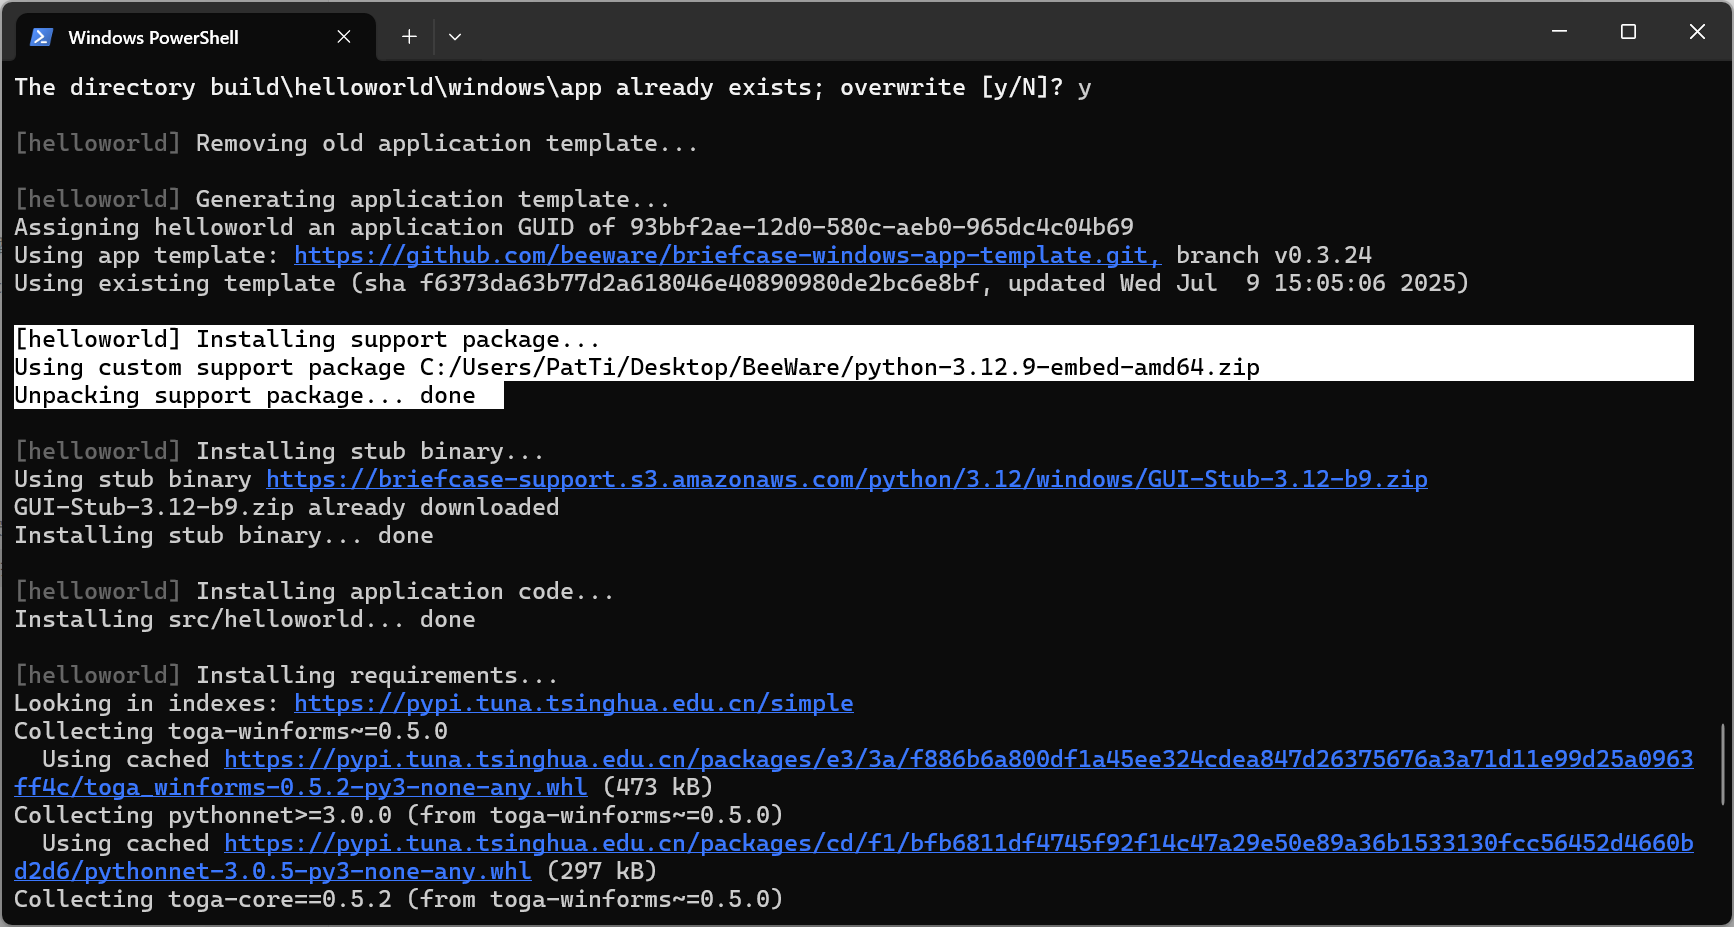 Windows PowerShell
The directory build\helloworld\windows\app already exists; overwrite [y/N]? y
[helloworld] Removing old application template...
[helloworld] Generating application template...
Assigning helloworld an application GUID of 93bbf2ae-12d0-580c-aeb0-965dc4c04b69
Using app template: https://github.com/beeware/briefcase-windows-app-template.git, branch v0.3.24
Using existing template (sha f6373da63b77d2a618046e40890980de2bc6e8bf, updated Wed Jul  9 15:05:06 2025)
[helloworld] Installing support package...
Using custom support package C:/Users/PatTi/Desktop/BeeWare/python-3.12.9-embed-amd64.zip
Unpacking support package... done
[helloworld] Installing stub binary...
Using stub binary https://briefcase-support.s3.amazonaws.com/python/3.12/windows/GUI-Stub-3.12-b9.zip
GUI-Stub-3.12-b9.zip already downloaded
Installing stub binary... done
[helloworld] Installing application code...
Installing src/helloworld... done
[helloworld] Installing requirements...
Looking in indexes: https://pypi.tuna.tsinghua.edu.cn/simple
Collecting toga-winforms~=0.5.0
  Using cached https://pypi.tuna.tsinghua.edu.cn/packages/e3/3a/f886b6a800df1a45ee324cdea847d26375676a3a71d11e99d25a0963
ff4c/toga_winforms-0.5.2-py3-none-any.whl (473 kB)
Collecting pythonnet>=3.0.0 (from toga-winforms~=0.5.0)
  Using cached https://pypi.tuna.tsinghua.edu.cn/packages/cd/f1/bfb6811df4745f92f14c47a29e50e89a36b1533130fcc56452d4660b
d2d6/pythonnet-3.0.5-py3-none-any.whl (297 kB)
Collecting toga-core==0.5.2 (from toga-winforms~=0.5.0)